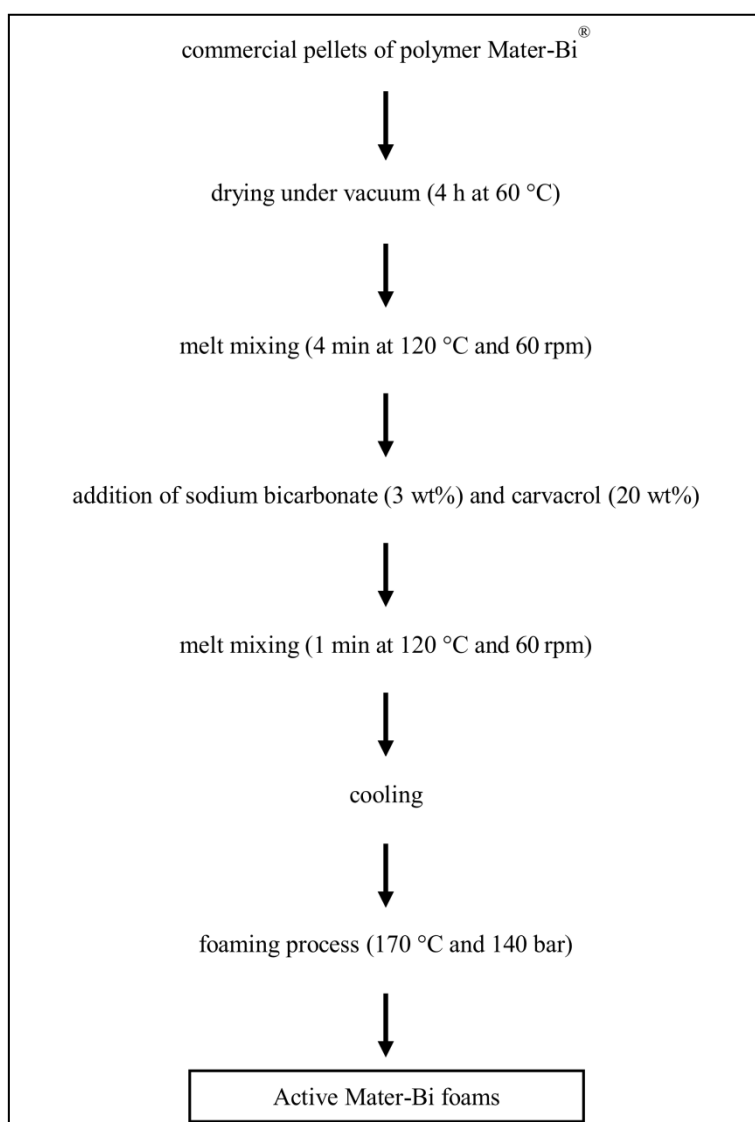 commercial pellets of polymer Mater-Bi®
drying under vacuum (4 h at 60 °C)
melt mixing (4 min at 120 °C and 60 rpm)
addition of sodium bicarbonate (3 wt%) and carvacrol (20 wt%)
melt mixing (1 min at 120 °C and 60 rpm)
cooling
foaming process (170 °C and 140 bar)
Active Mater-Bi foams